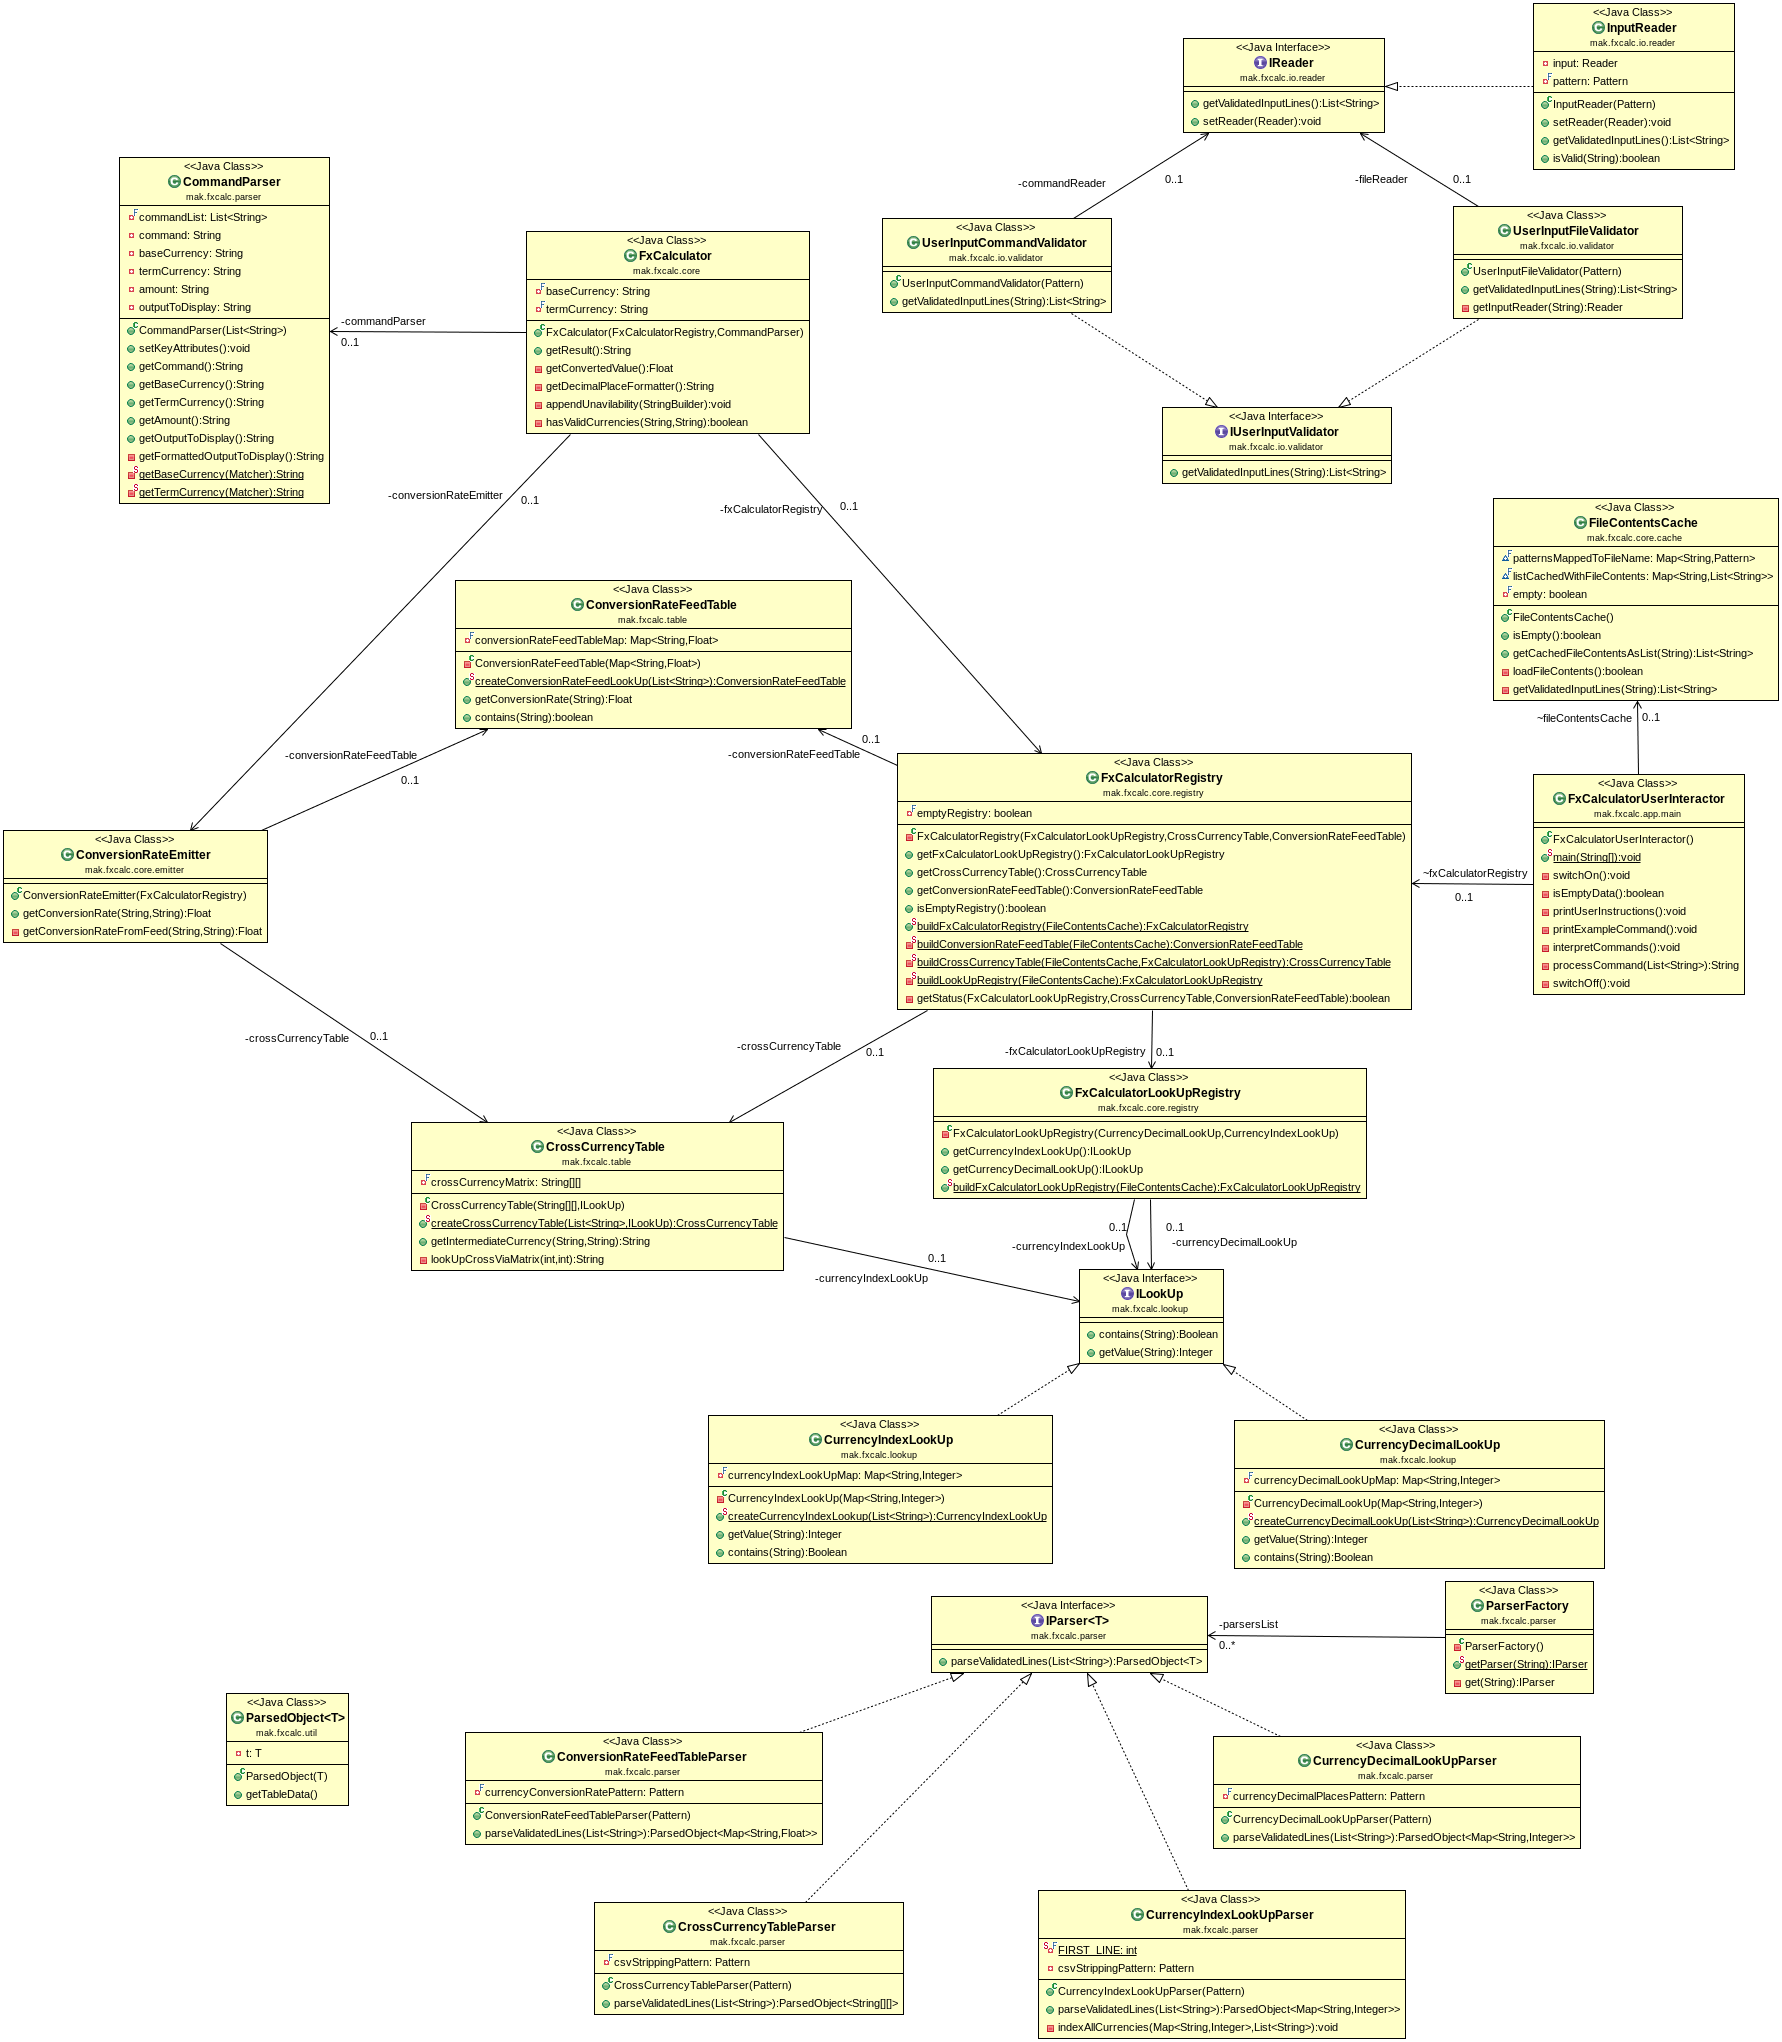 <<Java Class>>
InputReader
mak.fxcalc.io.reader
input: Reader
pattern: Pattern
InputReader(Pattern)
setReader(Reader):void
getValidatedInputLines():List<String>
isValid(String):boolean
<<Java Interface>>
IReader
mak.fxcalc.io.reader
getValidatedInputLines():List<String>
setReader(Reader):void
-commandReader
0..1
-fileReader
0..1
<<Java Class>>
CommandParser
mak.fxcalc.parser
commandList: List<String>
command: String
baseCurrency: String
termCurrency: String
amount: String
outputToDisplay: String
CommandParser(List<String>)
setKeyAttributes():void
getCommand():String
getBaseCurrency():String
getTermCurrency():String
getAmount():String
getOutputToDisplay():String
getFormattedOutputToDisplay():String
getBaseCurrency(Matcher):String
getTermCurrency(Matcher):String
-commandParser
0..1
<<Java Class>>
FxCalculator
mak.fxcalc.core
baseCurrency: String
termCurrency: String
FxCalculator(FxCalculatorRegistry,CommandParser)
getResult():String
getConvertedValue():Float
getDecimalPlaceFormatter():String
appendUnavilability(StringBuilder):void
hasValidCurrencies(String,String):boolean
<<Java Class>>
UserInputCommandValidator
mak.fxcalc.io.validator
UserInputCommandValidator(Pattern)
getValidatedInputLines(String):List<String>
<<Java Class>>
UserInputFileValidator
mak.fxcalc.io.validator
UserInputFileValidator(Pattern)
getValidatedInputLines(String):List<String>
getInputReader(String):Reader
<<Java Interface>>
IUserInputValidator
mak.fxcalc.io.validator
getValidatedInputLines(String):List<String>
-conversionRateEmitter
0..1
-fxCalculatorRegistry
0..1
<<Java Class>>
FileContentsCache
mak.fxcalc.core.cache
patternsMappedToFileName: Map<String,Pattern>
listCachedWithFileContents: Map<String,List<String>>
empty: boolean
FileContentsCache()
isEmpty():boolean
getCachedFileContentsAsList(String):List<String>
loadFileContents():boolean
getValidatedInputLines(String):List<String>
~fileContentsCache
0..1
<<Java Class>>
ConversionRateFeedTable
mak.fxcalc.table
conversionRateFeedTableMap: Map<String,Float>
ConversionRateFeedTable(Map<String,Float>)
createConversionRateFeedLookUp(List<String>):ConversionRateFeedTable
getConversionRate(String):Float
contains(String):boolean
-conversionRateFeedTable
0..1
-conversionRateFeedTable
0..1
<<Java Class>>
FxCalculatorRegistry
mak.fxcalc.core.registry
emptyRegistry: boolean
FxCalculatorRegistry(FxCalculatorLookUpRegistry,CrossCurrencyTable,ConversionRateFeedTable)
getFxCalculatorLookUpRegistry():FxCalculatorLookUpRegistry
getCrossCurrencyTable():CrossCurrencyTable
getConversionRateFeedTable():ConversionRateFeedTable
isEmptyRegistry():boolean
buildFxCalculatorRegistry(FileContentsCache):FxCalculatorRegistry
buildConversionRateFeedTable(FileContentsCache):ConversionRateFeedTable
buildCrossCurrencyTable(FileContentsCache,FxCalculatorLookUpRegistry):CrossCurrencyTable
buildLookUpRegistry(FileContentsCache):FxCalculatorLookUpRegistry
getStatus(FxCalculatorLookUpRegistry,CrossCurrencyTable,ConversionRateFeedTable):boolean
~fxCalculatorRegistry
0..1
<<Java Class>>
FxCalculatorUserInteractor
mak.fxcalc.app.main
FxCalculatorUserInteractor()
main(String[]):void
switchOn():void
isEmptyData():boolean
printUserInstructions():void
printExampleCommand():void
interpretCommands():void
processCommand(List<String>):String
switchOff():void
<<Java Class>>
ConversionRateEmitter
mak.fxcalc.core.emitter
ConversionRateEmitter(FxCalculatorRegistry)
getConversionRate(String,String):Float
getConversionRateFromFeed(String,String):Float
-crossCurrencyTable
0..1
-crossCurrencyTable
0..1
-fxCalculatorLookUpRegistry
0..1
<<Java Class>>
FxCalculatorLookUpRegistry
mak.fxcalc.core.registry
FxCalculatorLookUpRegistry(CurrencyDecimalLookUp,CurrencyIndexLookUp)
getCurrencyIndexLookUp():ILookUp
getCurrencyDecimalLookUp():ILookUp
buildFxCalculatorLookUpRegistry(FileContentsCache):FxCalculatorLookUpRegistry
<<Java Class>>
CrossCurrencyTable
mak.fxcalc.table
crossCurrencyMatrix: String[][]
CrossCurrencyTable(String[][],ILookUp)
createCrossCurrencyTable(List<String>,ILookUp):CrossCurrencyTable
getIntermediateCurrency(String,String):String
lookUpCrossViaMatrix(int,int):String
0..1
-currencyIndexLookUp
0..1
-currencyIndexLookUp
0..1
-currencyDecimalLookUp
<<Java Interface>>
ILookUp
mak.fxcalc.lookup
contains(String):Boolean
getValue(String):Integer
<<Java Class>>
CurrencyIndexLookUp
mak.fxcalc.lookup
currencyIndexLookUpMap: Map<String,Integer>
CurrencyIndexLookUp(Map<String,Integer>)
createCurrencyIndexLookup(List<String>):CurrencyIndexLookUp
getValue(String):Integer
contains(String):Boolean
<<Java Class>>
CurrencyDecimalLookUp
mak.fxcalc.lookup
currencyDecimalLookUpMap: Map<String,Integer>
CurrencyDecimalLookUp(Map<String,Integer>)
createCurrencyDecimalLookUp(List<String>):CurrencyDecimalLookUp
getValue(String):Integer
contains(String):Boolean
<<Java Interface>>
IParser<T>
mak.fxcalc.parser
parseValidatedLines(List<String>):ParsedObject<T>
-parsersList
0..*
<<Java Class>>
ParserFactory
mak.fxcalc.parser
ParserFactory()
getParser(String):IParser
get(String):IParser
<<Java Class>>
ParsedObject<T>
mak.fxcalc.util
t: T
ParsedObject(T)
getTableData()
<<Java Class>>
ConversionRateFeedTableParser
mak.fxcalc.parser
currencyConversionRatePattern: Pattern
ConversionRateFeedTableParser(Pattern)
parseValidatedLines(List<String>):ParsedObject<Map<String,Float>>
<<Java Class>>
CurrencyDecimalLookUpParser
mak.fxcalc.parser
currencyDecimalPlacesPattern: Pattern
CurrencyDecimalLookUpParser(Pattern)
parseValidatedLines(List<String>):ParsedObject<Map<String,Integer>>
<<Java Class>>
CrossCurrencyTableParser
mak.fxcalc.parser
csvStrippingPattern: Pattern
CrossCurrencyTableParser(Pattern)
parseValidatedLines(List<String>):ParsedObject<String[][]>
<<Java Class>>
CurrencyIndexLookUpParser
mak.fxcalc.parser
FIRST_LINE: int
csvStrippingPattern: Pattern
CurrencyIndexLookUpParser(Pattern)
parseValidatedLines(List<String>):ParsedObject<Map<String,Integer>>
indexAllCurrencies(Map<String,Integer>,List<String>):void